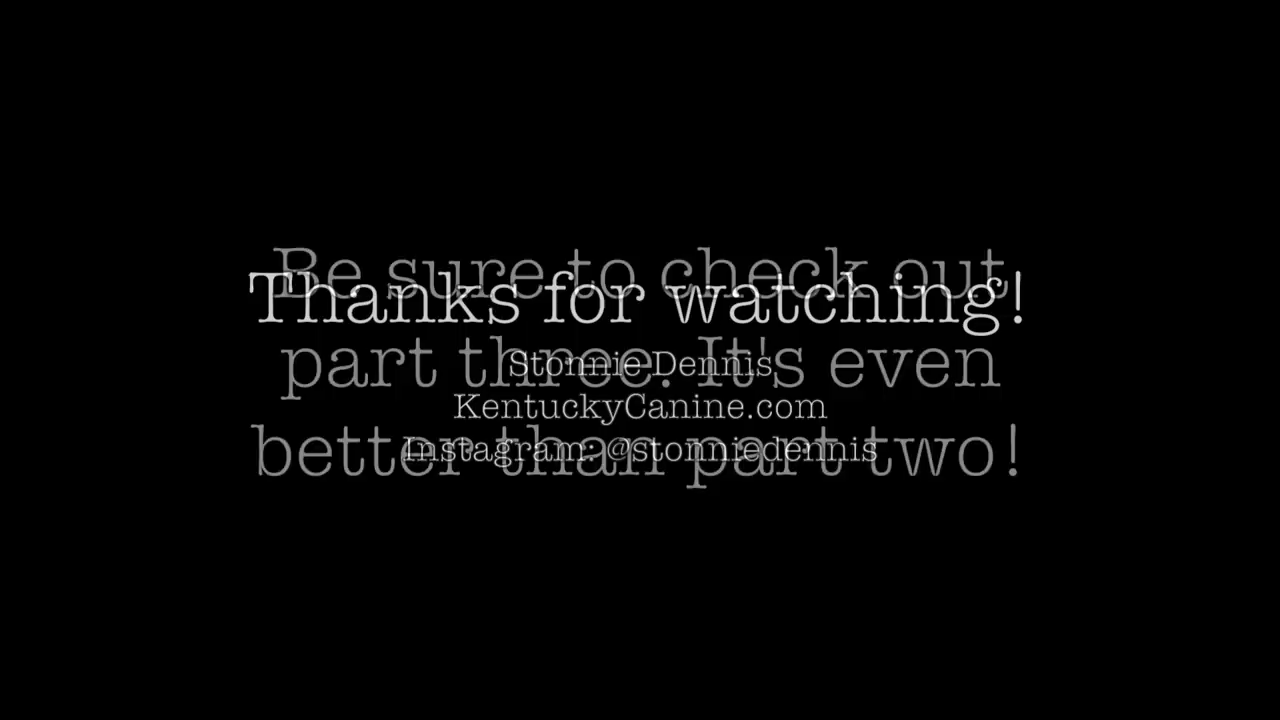 Be sure to check out
Thanks for watching!
part three. It's even
Stonnie Dennis
KentuckyCanine.com
better than part two!
Instagram: @stonniedennis